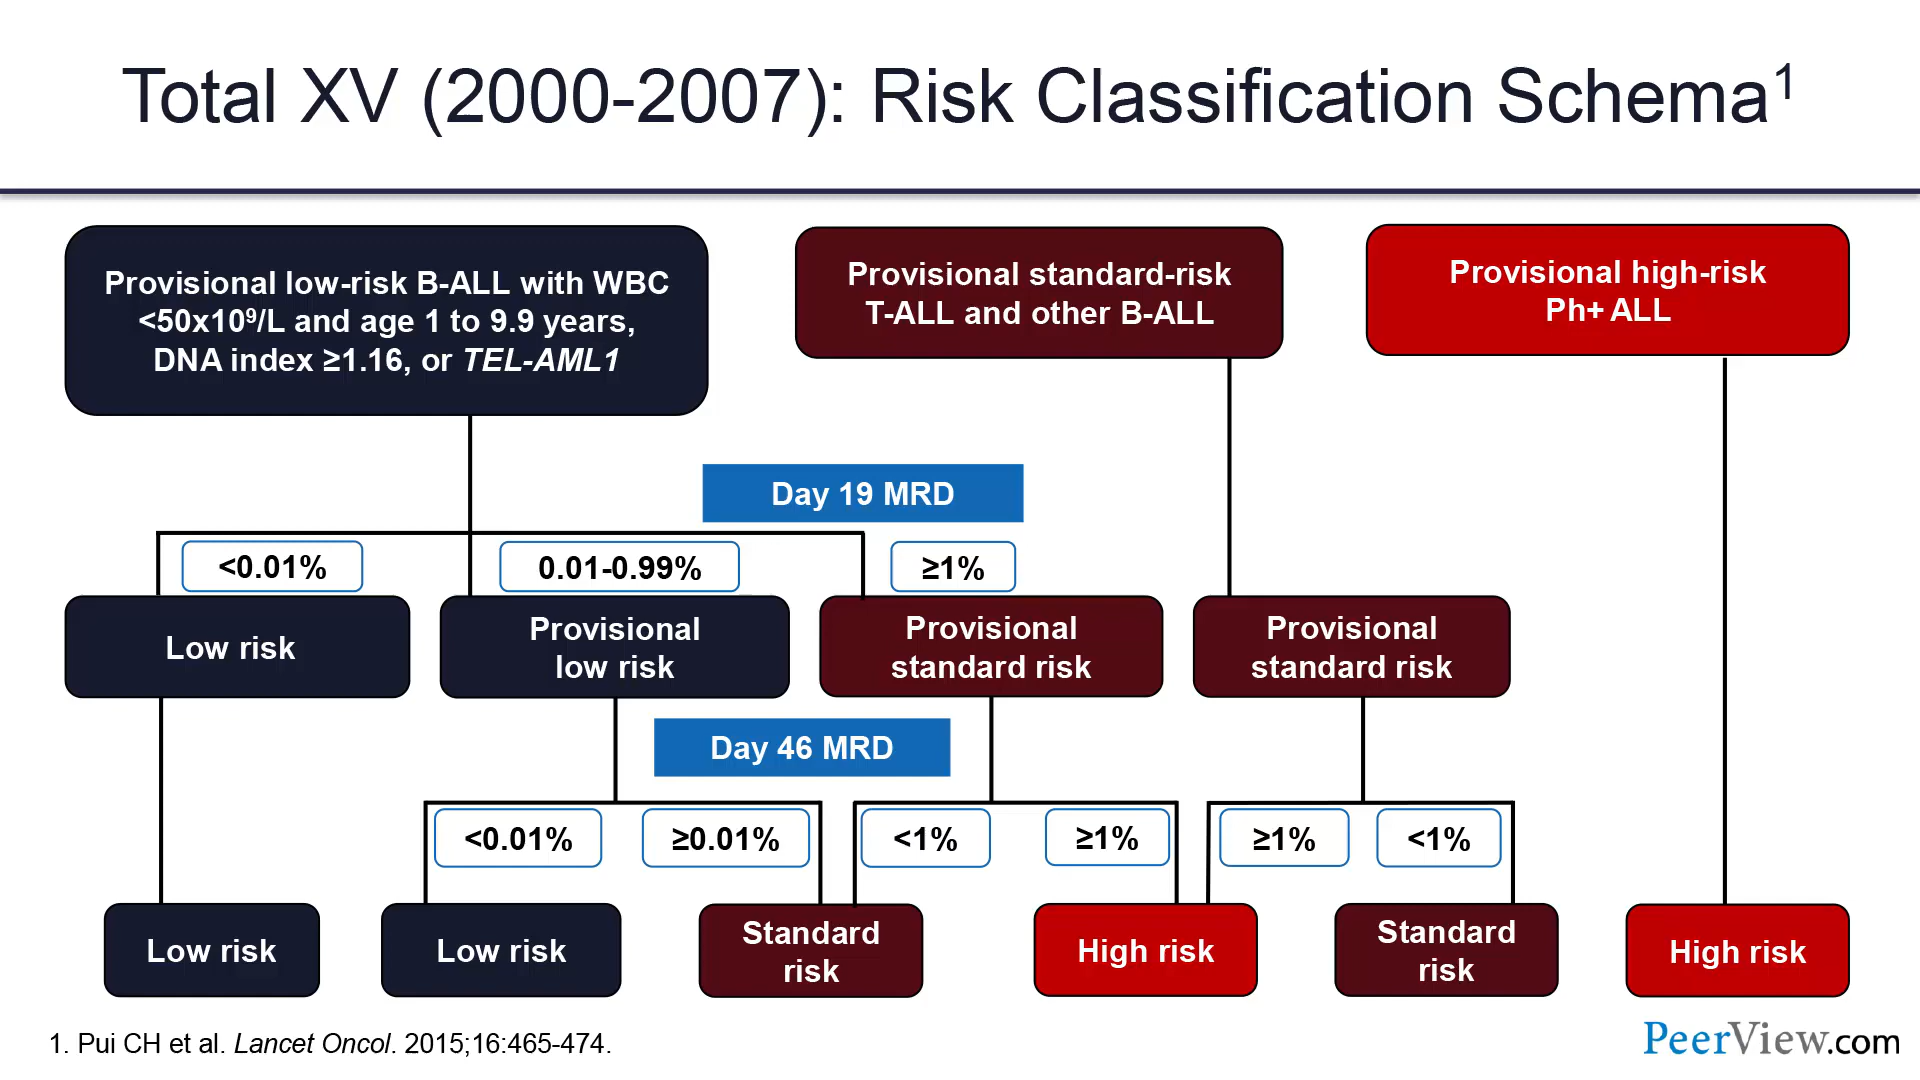 Total XV (2000-2007): Risk Classification Schema¹
Provisional low-risk B-ALL with WBC
<50x10⁹/L and age 1 to 9.9 years,
DNA index ≥1.16, or TEL-AML1
Provisional standard-risk
T-ALL and other B-ALL
Provisional high-risk
Ph+ ALL
Day 19 MRD
<0.01%
0.01-0.99%
≥1%
Low risk
Provisional
low risk
Provisional
standard risk
Provisional
standard risk
Day 46 MRD
<0.01%
≥0.01%
<1%
≥1%
≥1%
<1%
Low risk
Low risk
Standard
risk
High risk
Standard
risk
High risk
1. Pui CH et al. Lancet Oncol. 2015;16:465-474.
PeerView.com